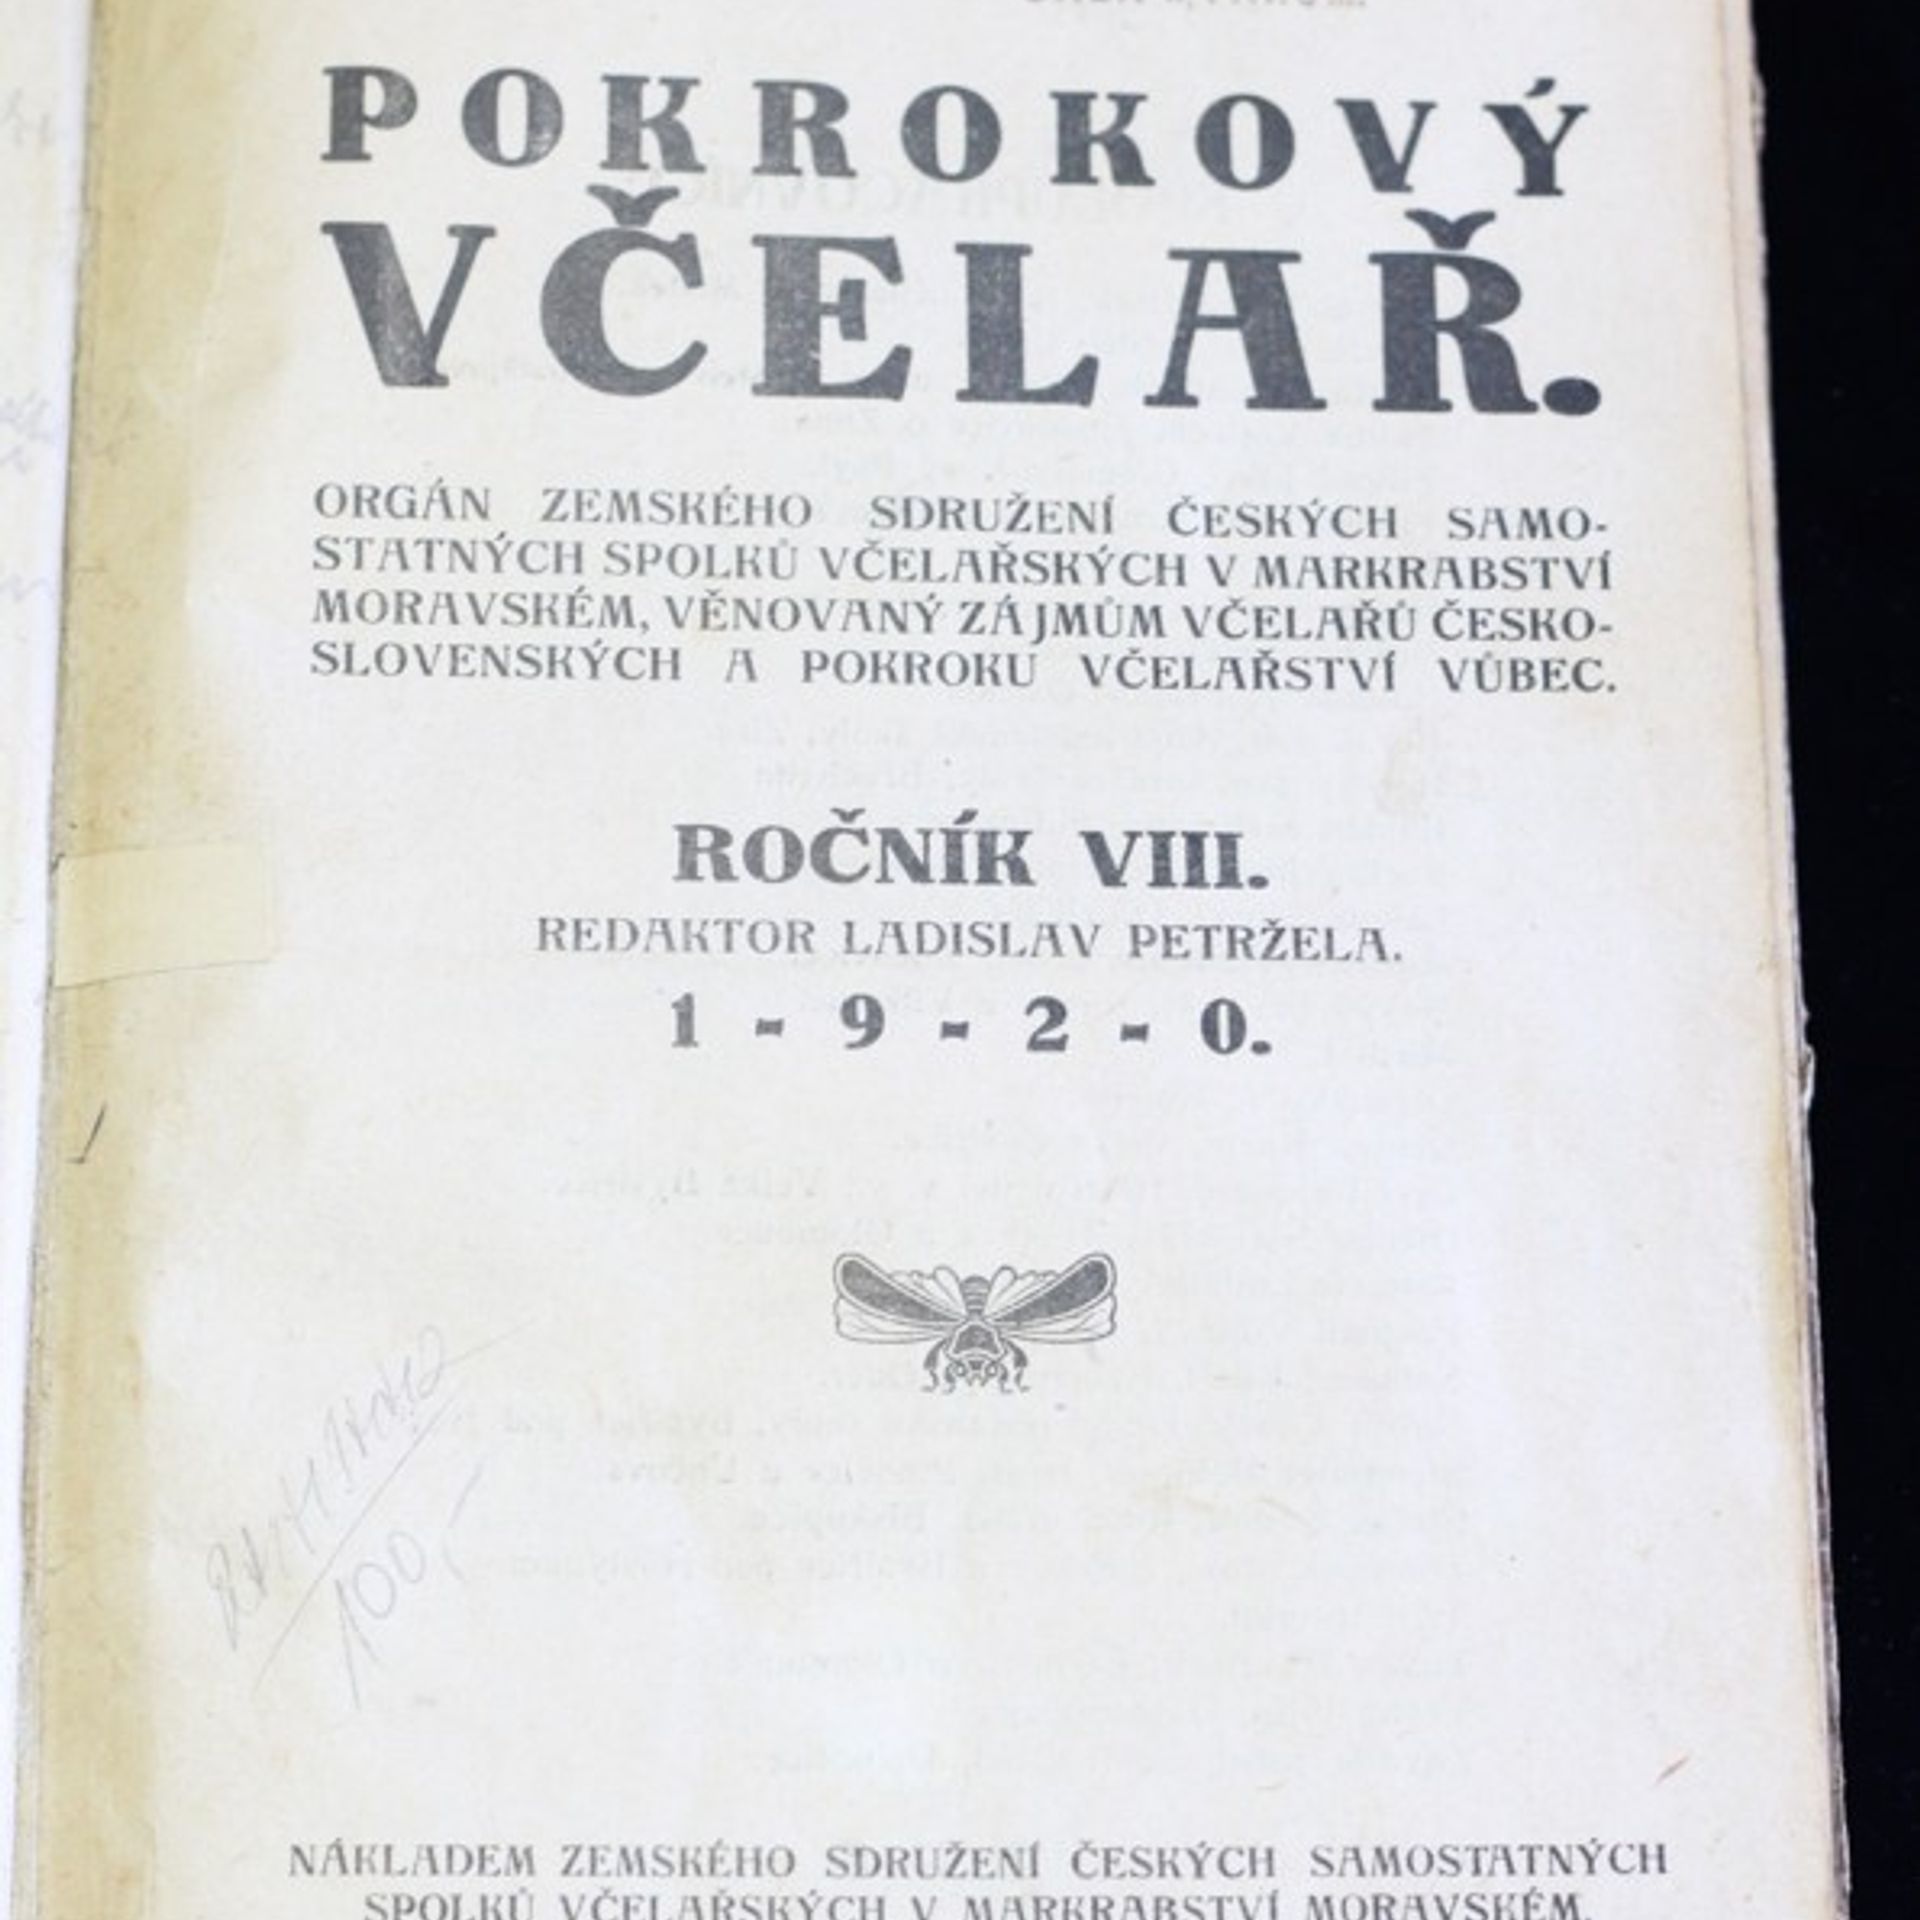 POKROKOVÝ
VČELAŘ.
ORGÁN ZEMSKÉHO SDRUŽENÍ ČESKÝCH SAMO-
STATNÝCH SPOLKŮ VČELAŘSKÝCH V MARKRABSTVÍ
MORAVSKÉM, VĚNOVANÝ ZÁJMŮM VČELAŘŮ ČESKO-
SLOVENSKÝCH A POKROKU VČELAŘSTVÍ VŮBEC.
ROČNÍK VIII.
REDAKTOR LADISLAV PETRŽELA.
1 - 9 - 2 - 0.
100,-
NÁKLADEM ZEMSKÉHO SDRUŽENÍ ČESKÝCH SAMOSTATNÝCH
SPOLKŮ VČELAŘSKÝCH V MARKRABSTVÍ MORAVSKÉM.